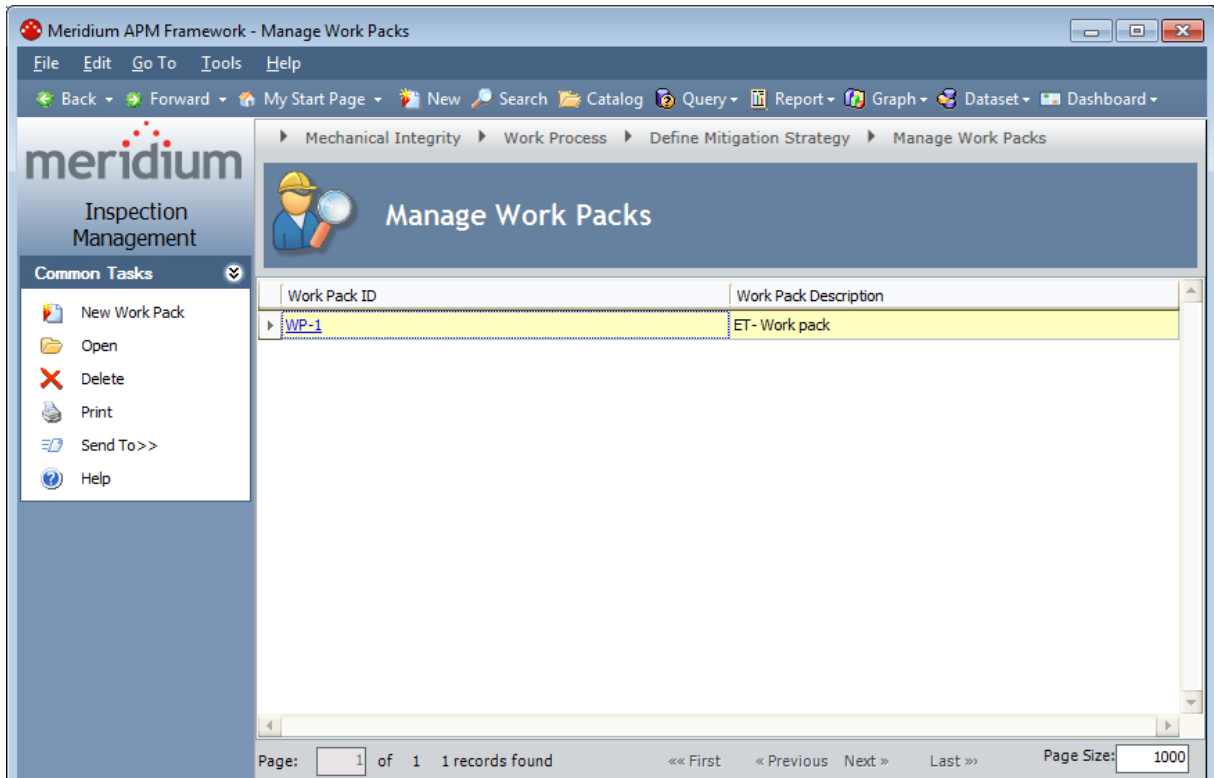 Meridium APM Framework - Manage Work Packs
File Edit Go To Tools Help
Back Forward My Start Page New Search Catalog Query Report Graph Dataset Dashboard
meridium
Inspection
Management
Mechanical Integrity Work Process Define Mitigation Strategy Manage Work Packs
Manage Work Packs
Common Tasks
New Work Pack
Open
Delete
Print
Send To>>
Help
Work Pack ID Work Pack Description
WP-1 ET- Work pack
Page: 1 of 1 1 records found «« First « Previous Next » Last »» Page Size: 1000